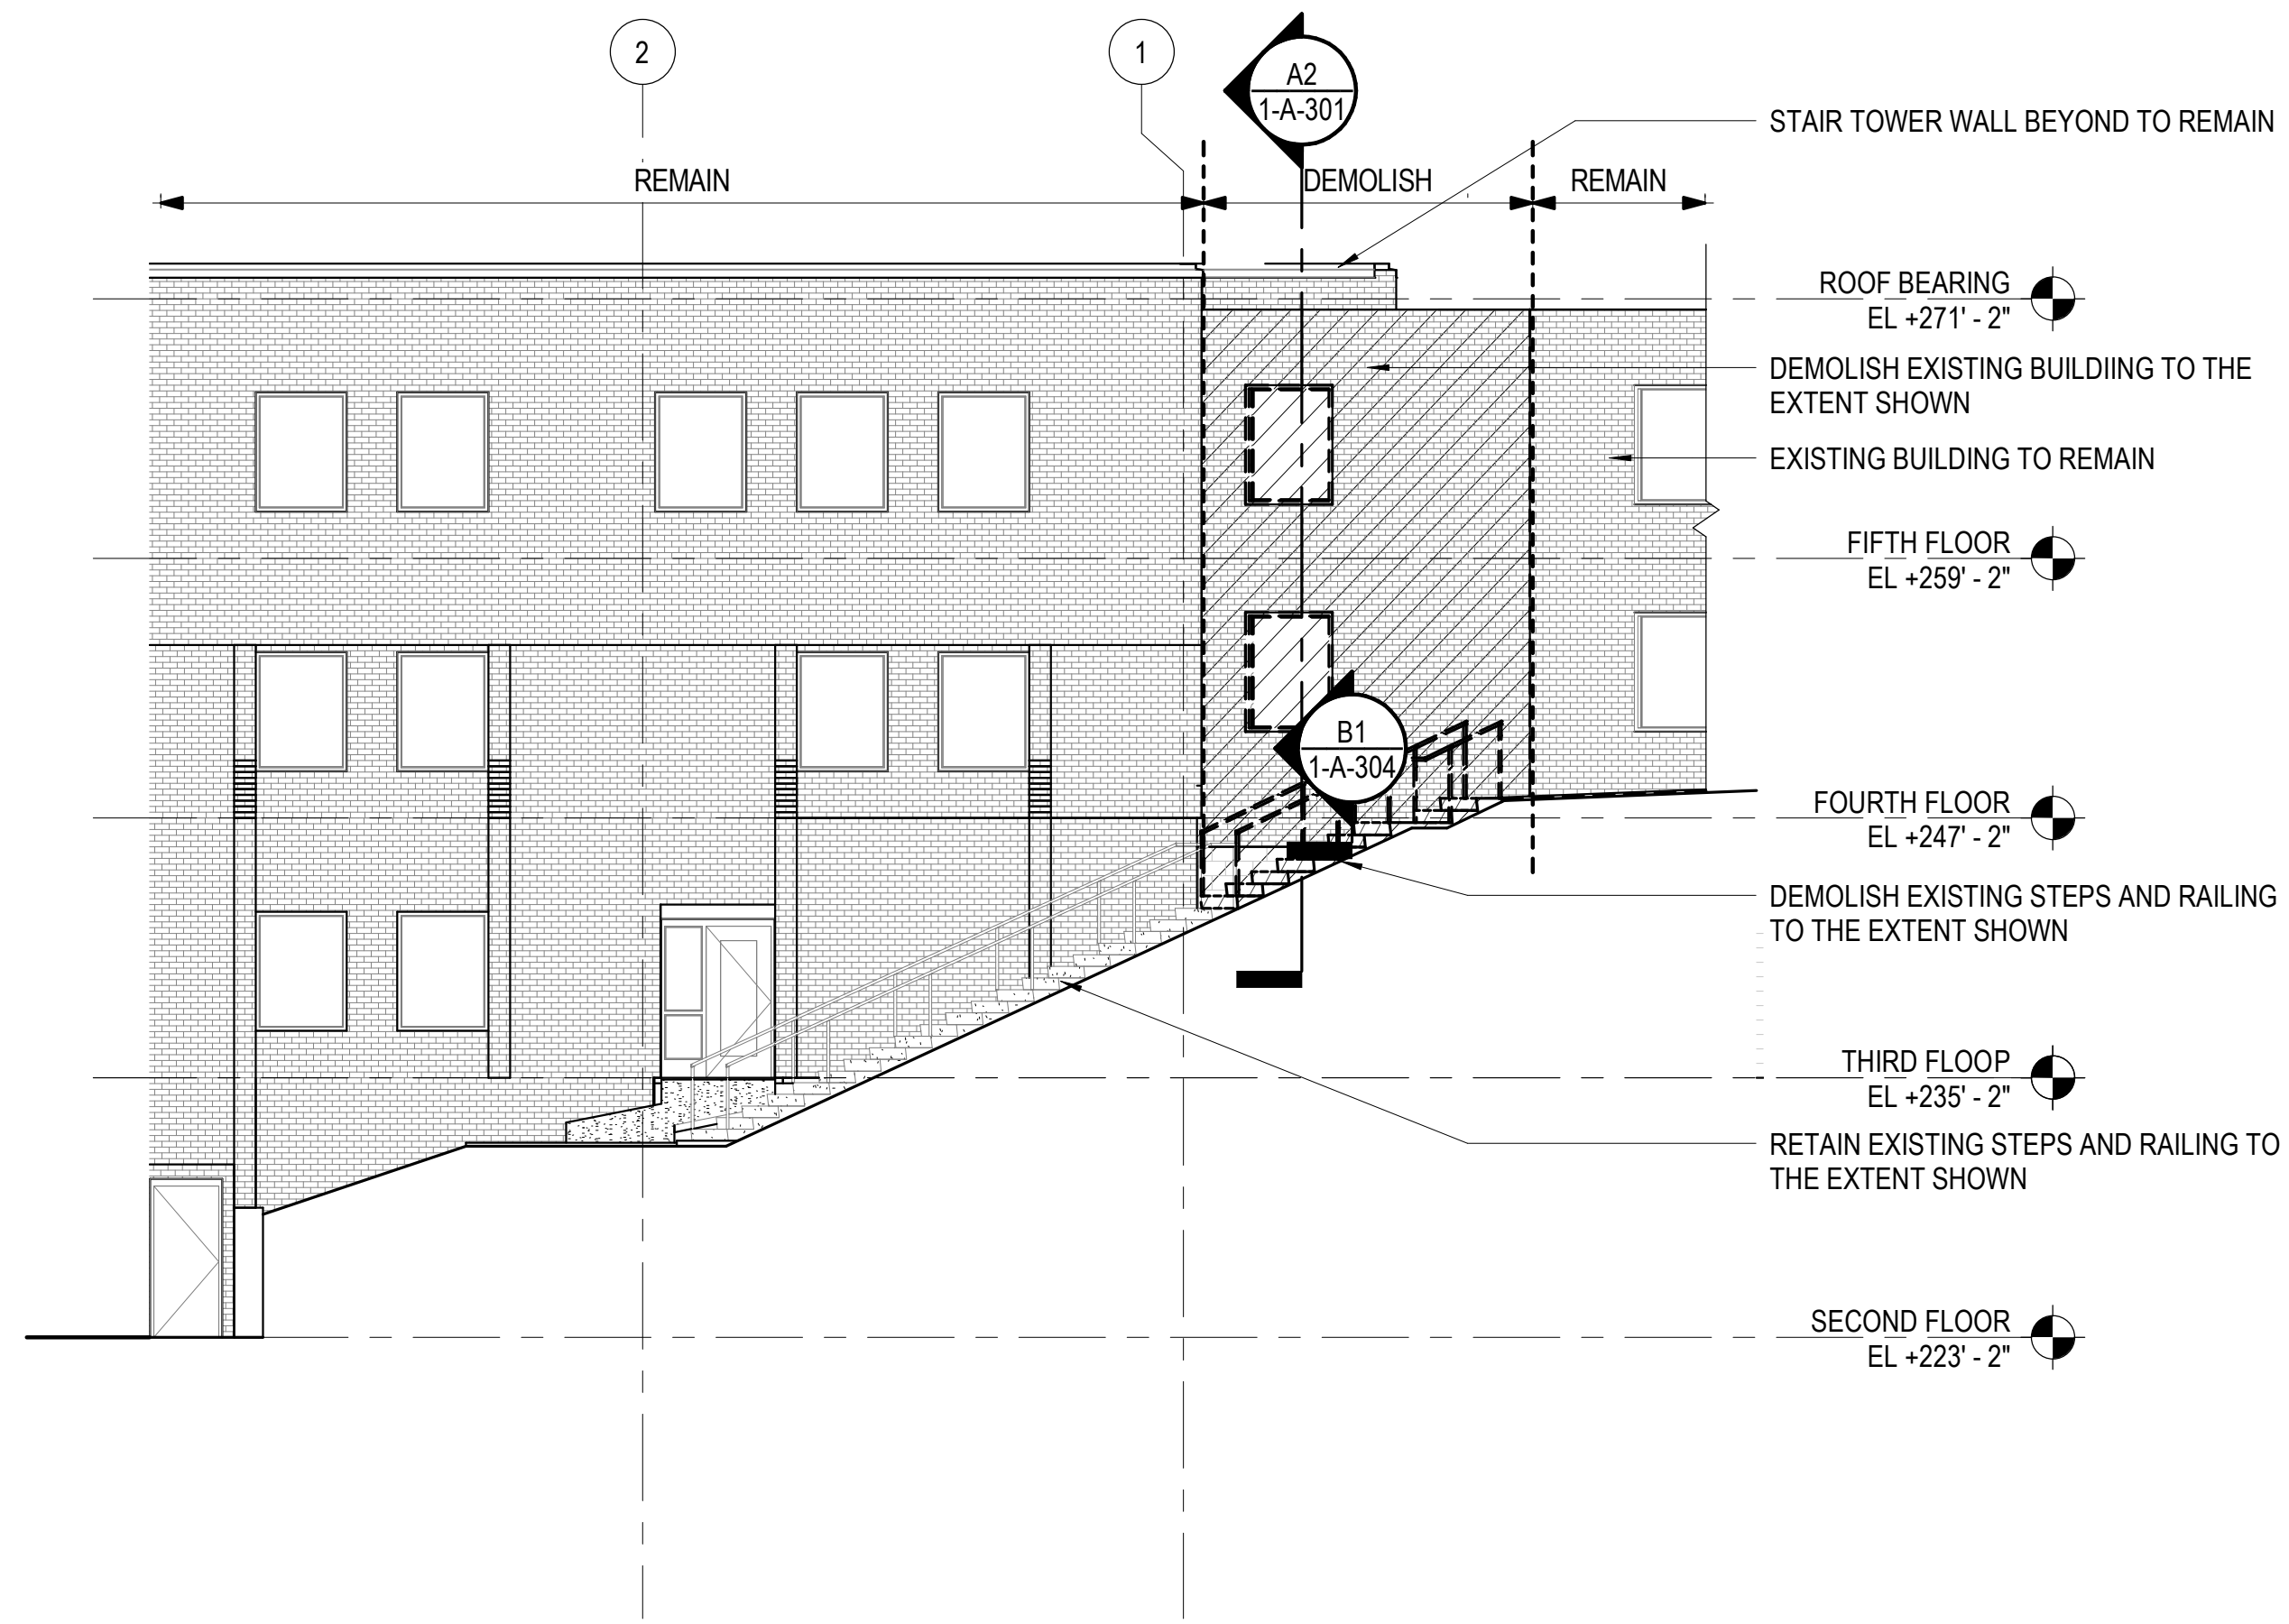 2
1
A2
1-A-301
STAIR TOWER WALL BEYOND TO REMAIN
REMAIN
DEMOLISH
REMAIN
ROOF BEARING
EL +271' - 2"
DEMOLISH EXISTING BUILDIING TO THE
EXTENT SHOWN
EXISTING BUILDING TO REMAIN
FIFTH FLOOR
EL +259' - 2"
B1
1-A-304
FOURTH FLOOR
EL +247' - 2"
DEMOLISH EXISTING STEPS AND RAILING
TO THE EXTENT SHOWN
THIRD FLOOP
EL +235' - 2"
RETAIN EXISTING STEPS AND RAILING TO
THE EXTENT SHOWN
SECOND FLOOR
EL +223' - 2"